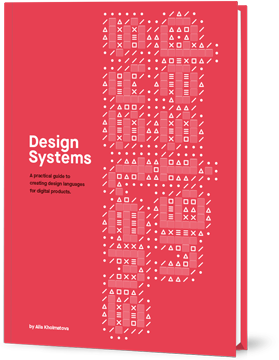 Design
Systems
A practical guide to
creating design languages
for digital products.
by Alla Kholmatova